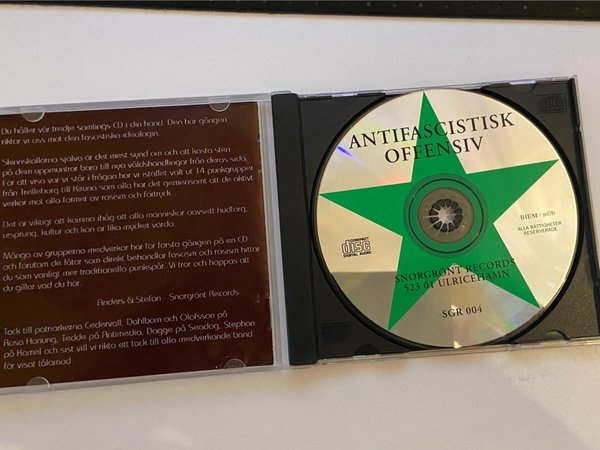 Du håller vår tredje samlings CD i din hand. Den här gången
riktar vi oss mot den fascistiska ideologin.
Skinnskallarna själva är det mest synd om och att kasta sten
på dem uppmuntrar bara till nya våldshandlingar från deras sida.
För att visa var vi står i frågan har vi istället valt ut 14 punkgrupper
från Trelleborg till Kiruna som alla har det gemensamt att de aktivt
verkar mot alla former av rasism och förtryck.
Det är viktigt att komma ihåg att alla människor oavsett hudfärg,
ursprung, kultur och kön är lika mycket värda.
Många av grupperna medverkar här för första gången på en CD
och förutom de låtar som direkt behandlar fascism och rasism hittar
du som vanligt mer traditionella punkspår. Vi tror och hoppas att
du gillar vad du hör.
Anders & Stefan - Snorgrönt Records
Tack till patriarkerna Cedervall, Dahlbom och Olofsson på
Rosa Honung, Tedde på Antimedia, Dagge på Seadog, Stephan
på Kamel och sist vill vi rikta ett tack till alla medverkande band
för visat tålamod.
ANTIFASCISTISK
OFFENSIV
BIEM / n©b
ALLA RÄTTIGHETER
RESERVERADE
COMPACT
disc
DIGITAL AUDIO
SNORGRÖNT RECORDS
523 01 ULRICEHAMN
SGR 004